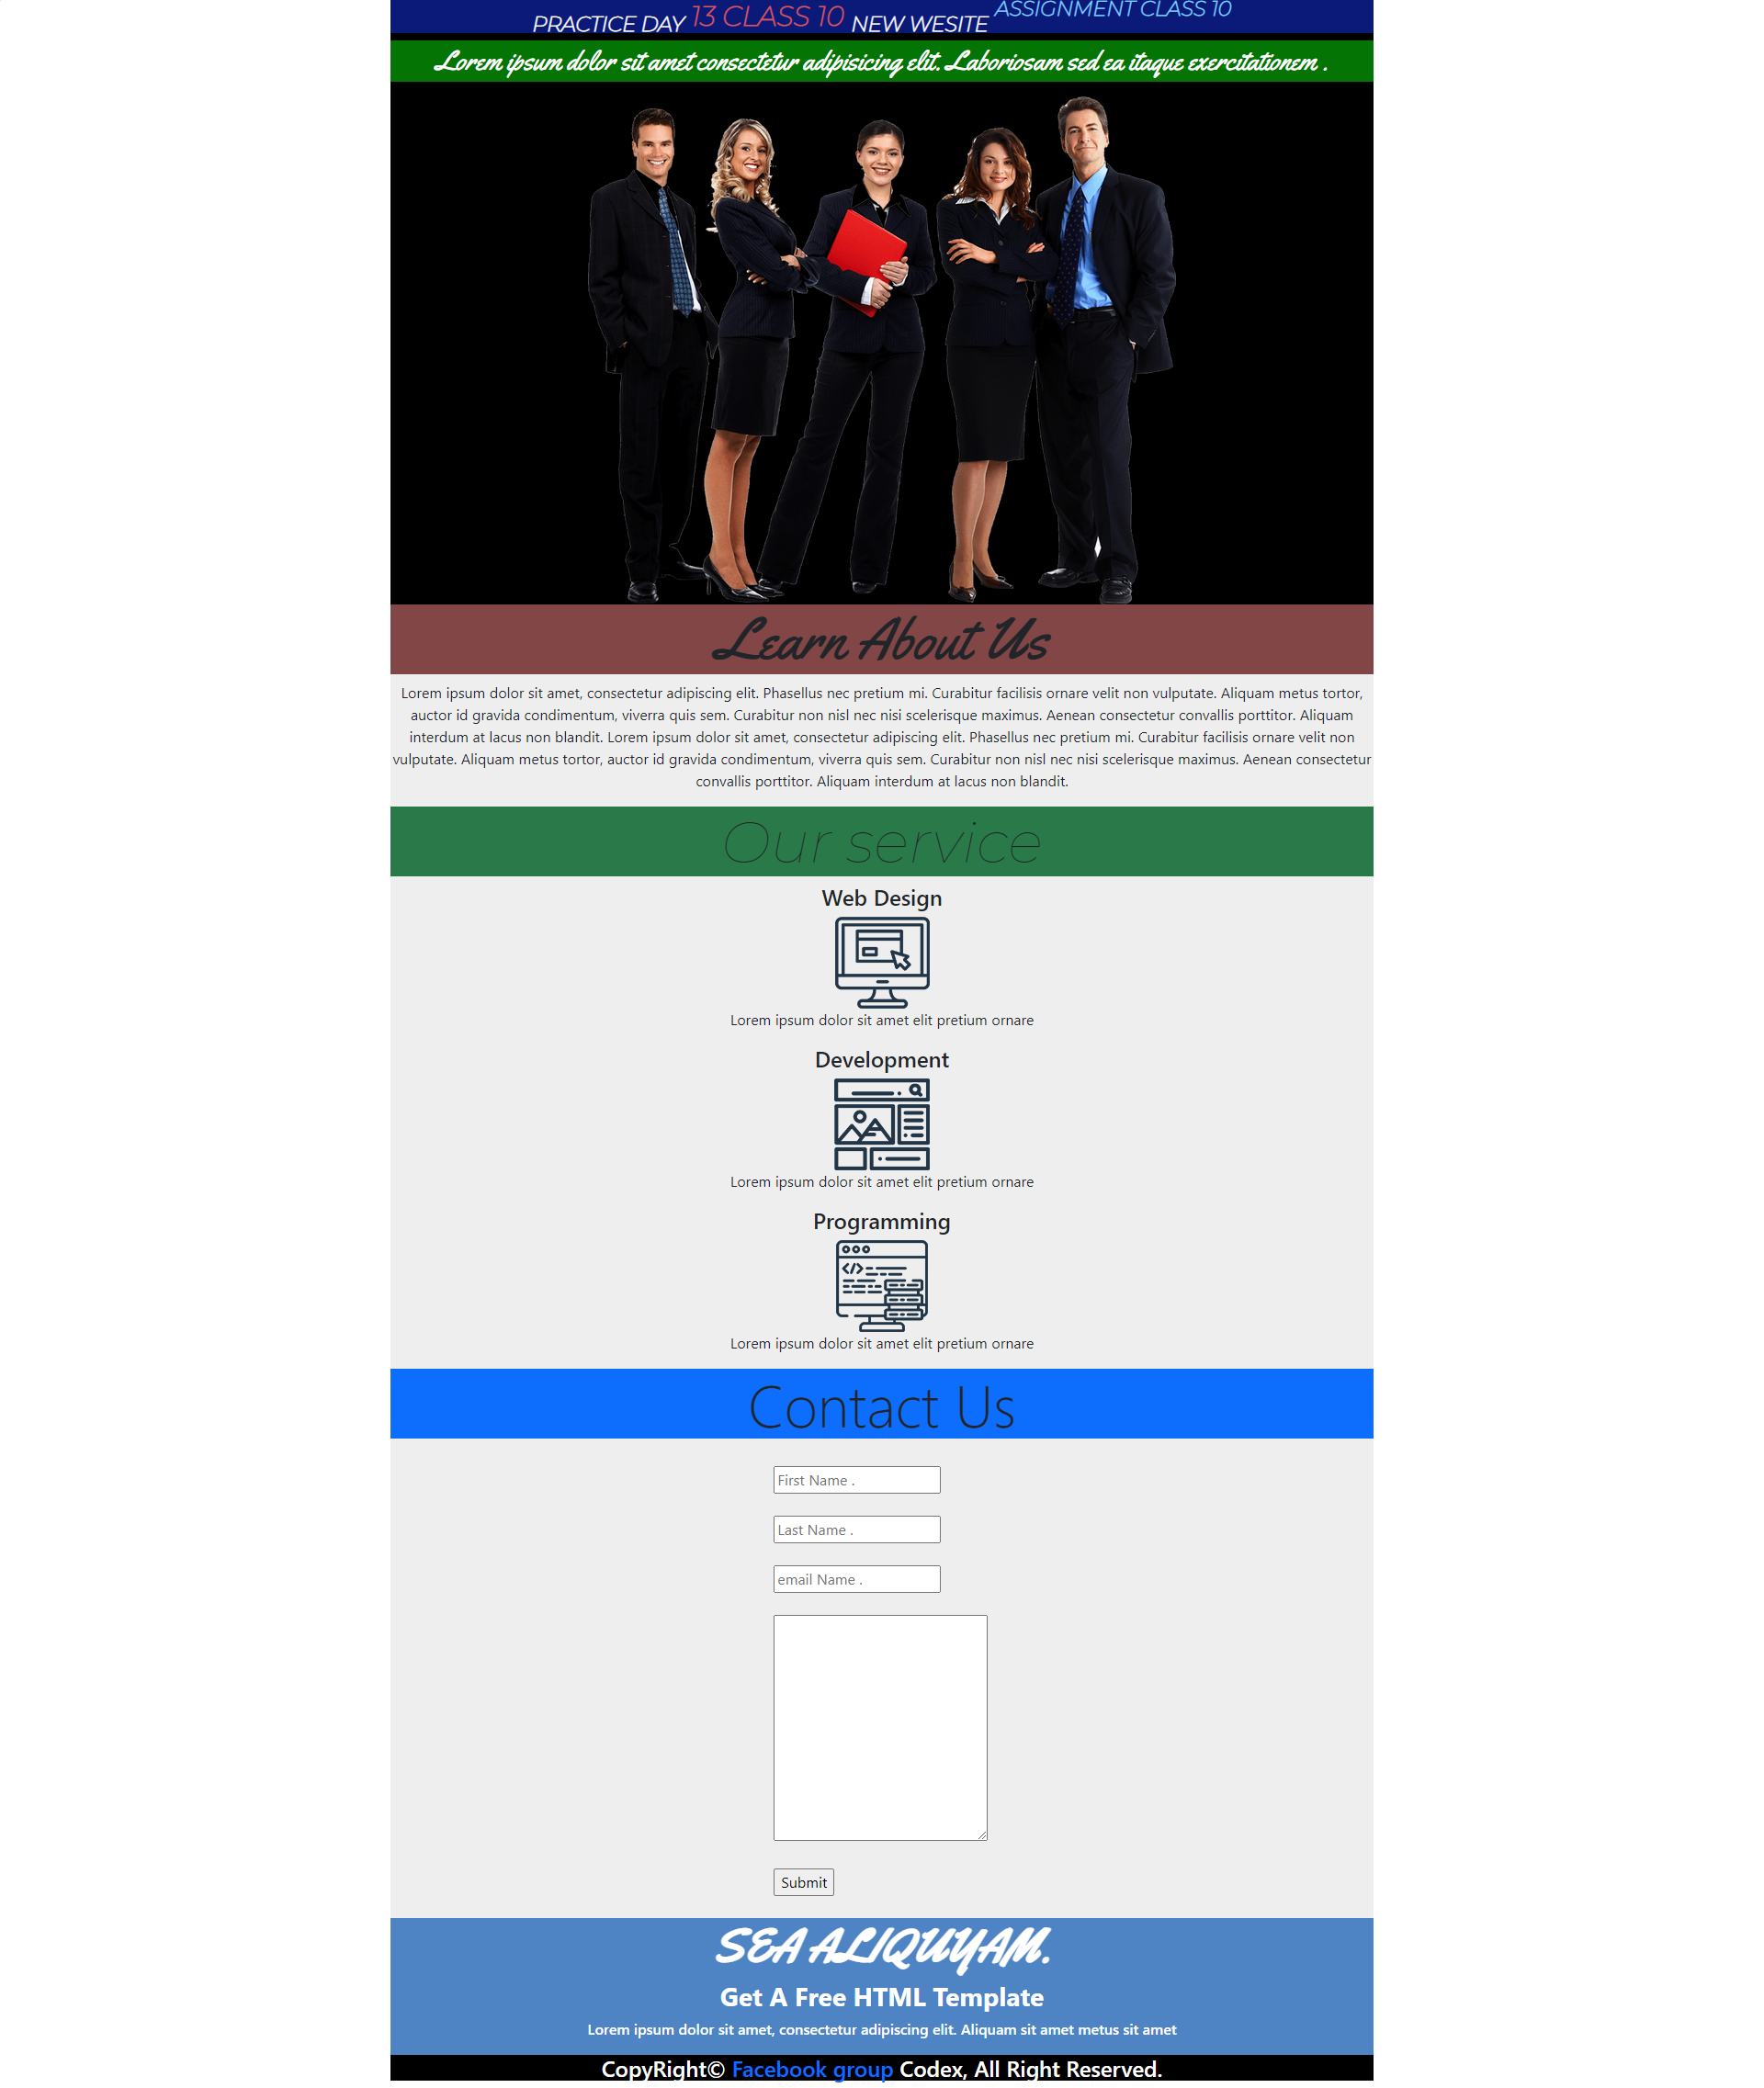 PRACTICE DAY 13 CLASS 10 NEW WESITE ASSIGNMENT CLASS 10
Lorem ipsum dolor sit amet consectetur adipisicing elit. Laboriosam sed ea itaque exercitationem .
Learn About Us
Lorem ipsum dolor sit amet, consectetur adipiscing elit. Phasellus nec pretium mi. Curabitur facilisis ornare velit non vulputate. Aliquam metus tortor,
auctor id gravida condimentum, viverra quis sem. Curabitur non nisl nec nisi scelerisque maximus. Aenean consectetur convallis porttitor. Aliquam
interdum at lacus non blandit. Lorem ipsum dolor sit amet, consectetur adipiscing elit. Phasellus nec pretium mi. Curabitur facilisis ornare velit non
vulputate. Aliquam metus tortor, auctor id gravida condimentum, viverra quis sem. Curabitur non nisl nec nisi scelerisque maximus. Aenean consectetur
convallis porttitor. Aliquam interdum at lacus non blandit.
Our service
Web Design
Lorem ipsum dolor sit amet elit pretium ornare
Development
Lorem ipsum dolor sit amet elit pretium ornare
Programming
</>
Lorem ipsum dolor sit amet elit pretium ornare
Contact Us
First Name .
Last Name .
email Name .
Submit
SEA ALIQUYAM.
Get A Free HTML Template
Lorem ipsum dolor sit amet, consectetur adipiscing elit. Aliquam sit amet metus sit amet
CopyRight© Facebook group Codex, All Right Reserved.